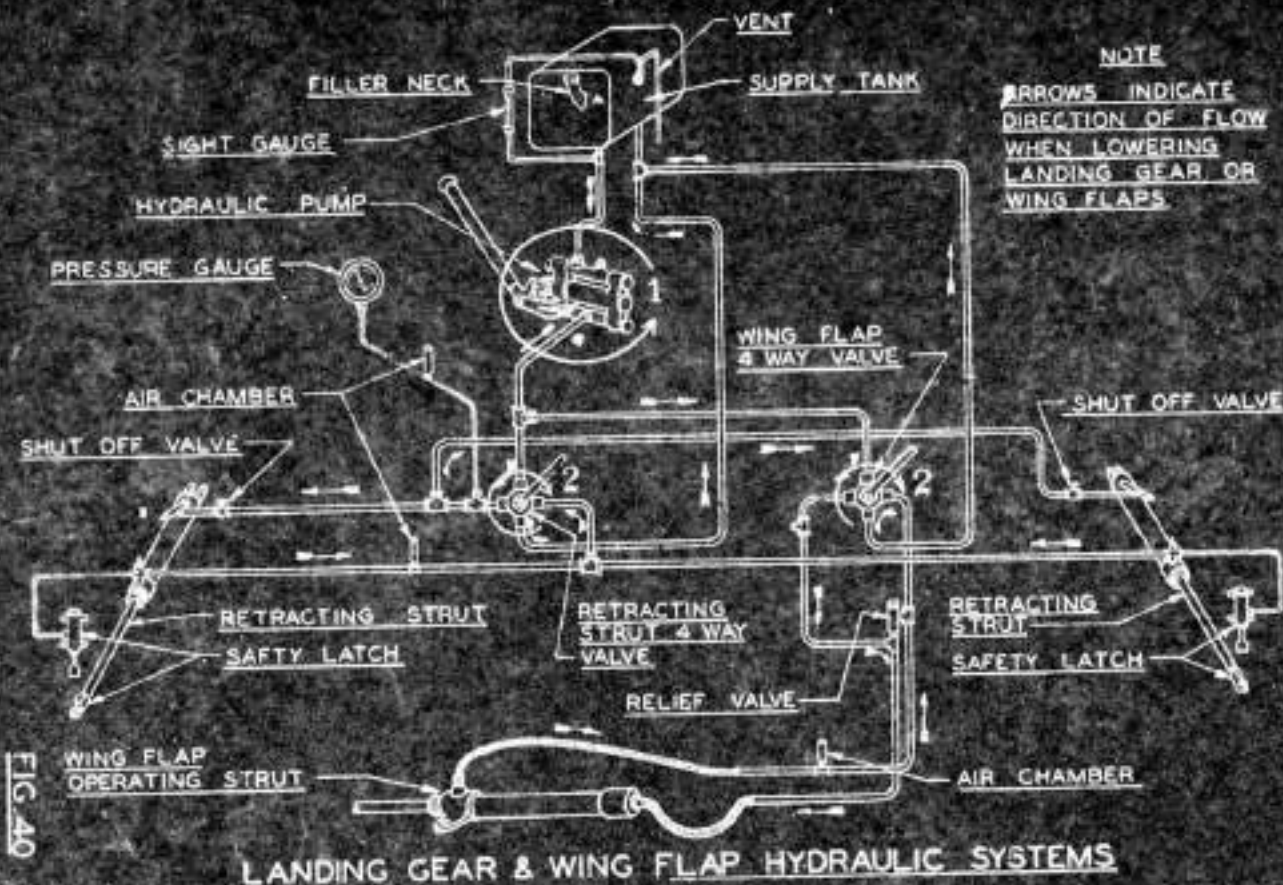 VENT
NOTE
FILLER NECK
SUPPLY TANK
ARROWS INDICATE
DIRECTION OF FLOW
WHEN LOWERING
LANDING GEAR OR
WING FLAPS
SIGHT GAUGE
HYDRAULIC PUMP
PRESSURE GAUGE
1
WING FLAP
4 WAY VALVE
AIR CHAMBER
SHUT OFF VALVE
SHUT OFF VALVE
2
2
RETRACTING STRUT
SAFTY LATCH
RETRACTING
STRUT 4 WAY
VALVE
RETRACTING
STRUT
SAFETY LATCH
RELIEF VALVE
WING FLAP
OPERATING STRUT
AIR CHAMBER
FIG.40
LANDING GEAR & WING FLAP HYDRAULIC SYSTEMS